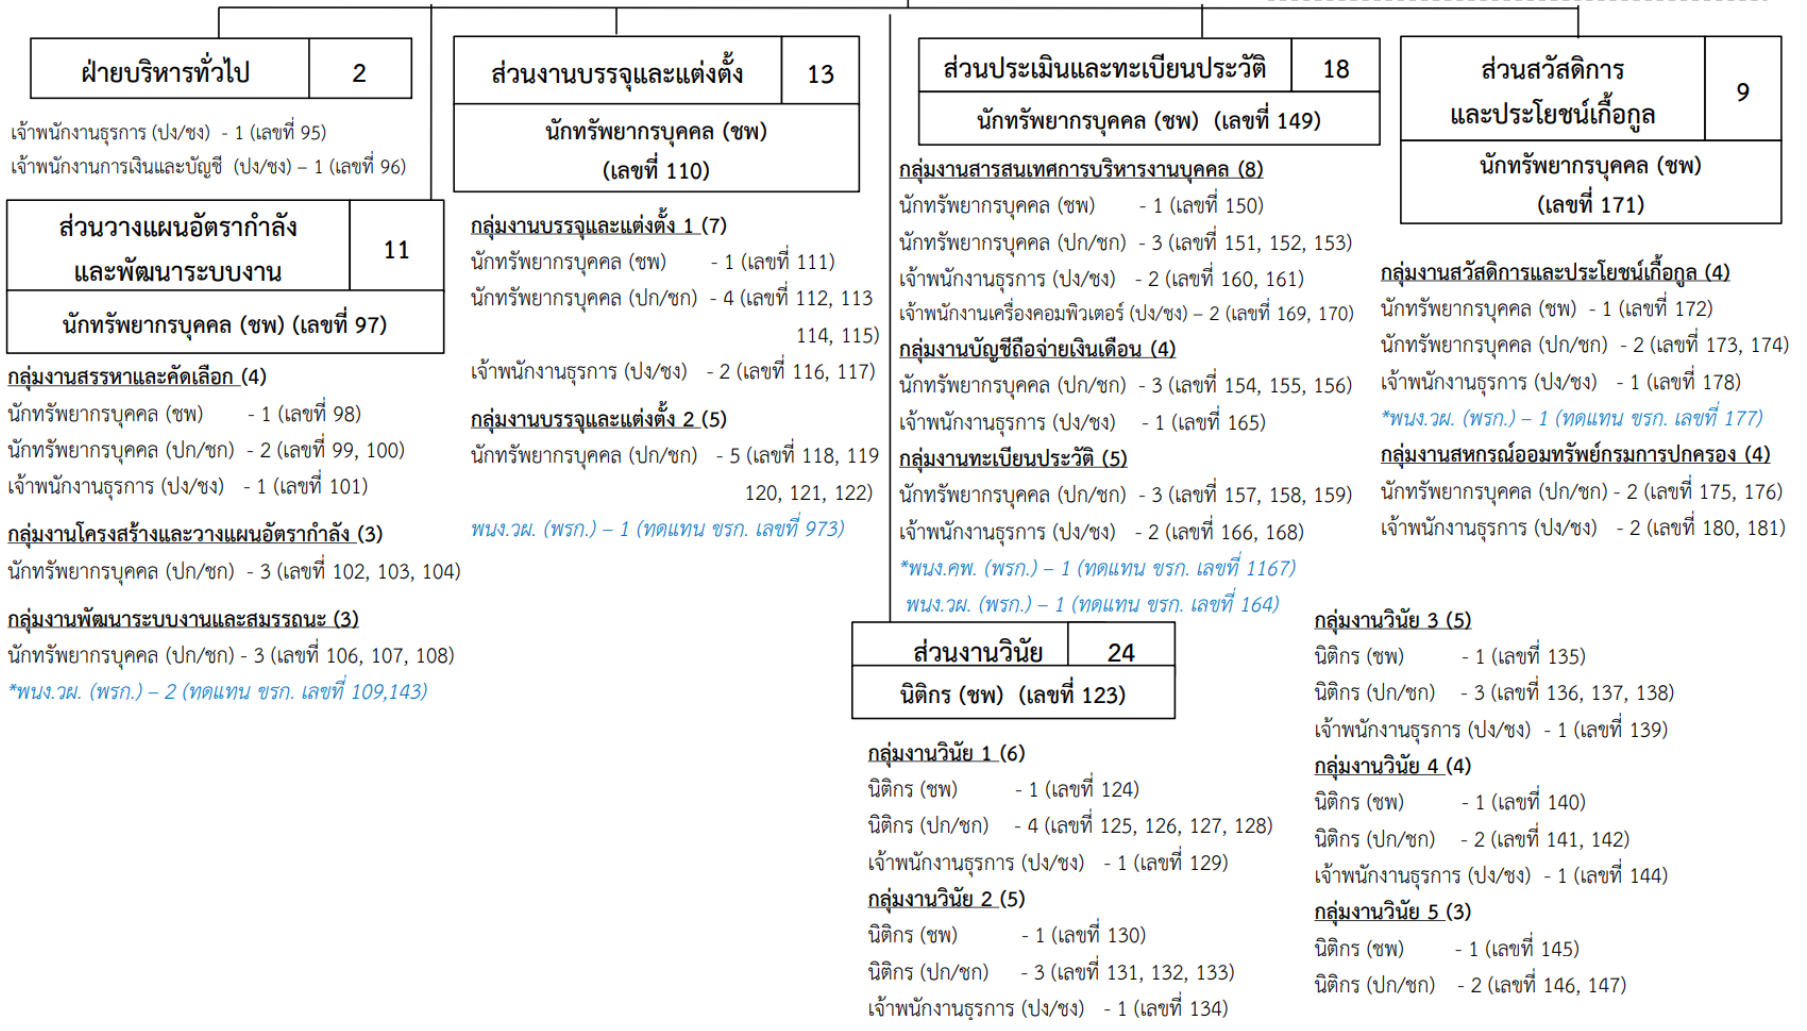 ฝ่ายบริหารทั่วไป 2
เจ้าพนักงานธุรการ (ปง/ชง) - 1 (เลขที่ 95)
เจ้าพนักงานการเงินและบัญชี (ปง/ชง) – 1 (เลขที่ 96)
ส่วนวางแผนอัตรากำลัง
และพัฒนาระบบงาน
11
นักทรัพยากรบุคคล (ชพ) (เลขที่ 97)
กลุ่มงานสรรหาและคัดเลือก (4)
นักทรัพยากรบุคคล (ชพ) - 1 (เลขที่ 98)
นักทรัพยากรบุคคล (ปก/ชก) - 2 (เลขที่ 99, 100)
เจ้าพนักงานธุรการ (ปง/ชง) - 1 (เลขที่ 101)
กลุ่มงานโครงสร้างและวางแผนอัตรากำลัง (3)
นักทรัพยากรบุคคล (ปก/ชก) - 3 (เลขที่ 102, 103, 104)
กลุ่มงานพัฒนาระบบงานและสมรรถนะ (3)
นักทรัพยากรบุคคล (ปก/ชก) - 3 (เลขที่ 106, 107, 108)
*พนง.วผ. (พรก.) – 2 (ทดแทน ขรก. เลขที่ 109,143)
ส่วนงานบรรจุและแต่งตั้ง 13
นักทรัพยากรบุคคล (ชพ)
(เลขที่ 110)
กลุ่มงานบรรจุและแต่งตั้ง 1 (7)
นักทรัพยากรบุคคล (ชพ) - 1 (เลขที่ 111)
นักทรัพยากรบุคคล (ปก/ชก) - 4 (เลขที่ 112, 113
114, 115)
เจ้าพนักงานธุรการ (ปง/ชง) - 2 (เลขที่ 116, 117)
กลุ่มงานบรรจุและแต่งตั้ง 2 (5)
นักทรัพยากรบุคคล (ปก/ชก) - 5 (เลขที่ 118, 119
120, 121, 122)
พนง.วผ. (พรก.) – 1 (ทดแทน ขรก. เลขที่ 973)
ส่วนประเมินและทะเบียนประวัติ 18
นักทรัพยากรบุคคล (ชพ) (เลขที่ 149)
กลุ่มงานสารสนเทศการบริหารงานบุคคล (8)
นักทรัพยากรบุคคล (ชพ) - 1 (เลขที่ 150)
นักทรัพยากรบุคคล (ปก/ชก) - 3 (เลขที่ 151, 152, 153)
เจ้าพนักงานธุรการ (ปง/ชง) - 2 (เลขที่ 160, 161)
เจ้าพนักงานเครื่องคอมพิวเตอร์ (ปง/ชง) – 2 (เลขที่ 169, 170)
กลุ่มงานบัญชีถือจ่ายเงินเดือน (4)
นักทรัพยากรบุคคล (ปก/ชก) - 3 (เลขที่ 154, 155, 156)
เจ้าพนักงานธุรการ (ปง/ชง) - 1 (เลขที่ 165)
กลุ่มงานทะเบียนประวัติ (5)
นักทรัพยากรบุคคล (ปก/ชก) - 3 (เลขที่ 157, 158, 159)
เจ้าพนักงานธุรการ (ปง/ชง) - 2 (เลขที่ 166, 168)
*พนง.คพ. (พรก.) – 1 (ทดแทน ขรก. เลขที่ 1167)
พนง.วผ. (พรก.) – 1 (ทดแทน ขรก. เลขที่ 164)
ส่วนสวัสดิการ
และประโยชน์เกื้อกูล
9
นักทรัพยากรบุคคล (ชพ)
(เลขที่ 171)
กลุ่มงานสวัสดิการและประโยชน์เกื้อกูล (4)
นักทรัพยากรบุคคล (ชพ) - 1 (เลขที่ 172)
นักทรัพยากรบุคคล (ปก/ชก) - 2 (เลขที่ 173, 174)
เจ้าพนักงานธุรการ (ปง/ชง) - 1 (เลขที่ 178)
*พนง.วผ. (พรก.) – 1 (ทดแทน ขรก. เลขที่ 177)
กลุ่มงานสหกรณ์ออมทรัพย์กรมการปกครอง (4)
นักทรัพยากรบุคคล (ปก/ชก) - 2 (เลขที่ 175, 176)
เจ้าพนักงานธุรการ (ปง/ชง) - 2 (เลขที่ 180, 181)
ส่วนงานวินัย 24
นิติกร (ชพ) (เลขที่ 123)
กลุ่มงานวินัย 1 (6)
นิติกร (ชพ) - 1 (เลขที่ 124)
นิติกร (ปก/ชก) - 4 (เลขที่ 125, 126, 127, 128)
เจ้าพนักงานธุรการ (ปง/ชง) - 1 (เลขที่ 129)
กลุ่มงานวินัย 2 (5)
นิติกร (ชพ) - 1 (เลขที่ 130)
นิติกร (ปก/ชก) - 3 (เลขที่ 131, 132, 133)
เจ้าพนักงานธุรการ (ปง/ชง) - 1 (เลขที่ 134)
กลุ่มงานวินัย 3 (5)
นิติกร (ชพ) - 1 (เลขที่ 135)
นิติกร (ปก/ชก) - 3 (เลขที่ 136, 137, 138)
เจ้าพนักงานธุรการ (ปง/ชง) - 1 (เลขที่ 139)
กลุ่มงานวินัย 4 (4)
นิติกร (ชพ) - 1 (เลขที่ 140)
นิติกร (ปก/ชก) - 2 (เลขที่ 141, 142)
เจ้าพนักงานธุรการ (ปง/ชง) - 1 (เลขที่ 144)
กลุ่มงานวินัย 5 (3)
นิติกร (ชพ) - 1 (เลขที่ 145)
นิติกร (ปก/ชก) - 2 (เลขที่ 146, 147)